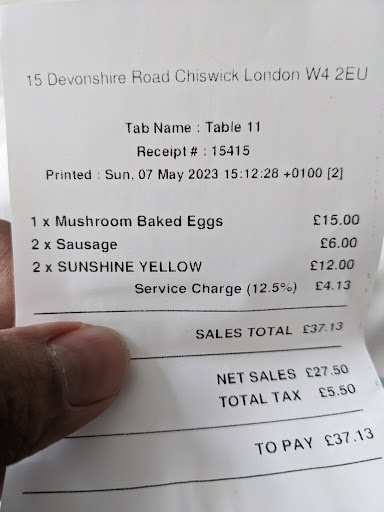 15 Devonshire Road Chiswick London W4 2EU
Tab Name : Table 11
Receipt # : 15415
Printed : Sun, 07 May 2023 15:12:28 +0100 [2]
1 x Mushroom Baked Eggs £15.00
2 x Sausage £6.00
2 x SUNSHINE YELLOW £12.00
Service Charge (12.5%) £4.13
SALES TOTAL £37.13
NET SALES £27.50
TOTAL TAX £5.50
TO PAY £37.13